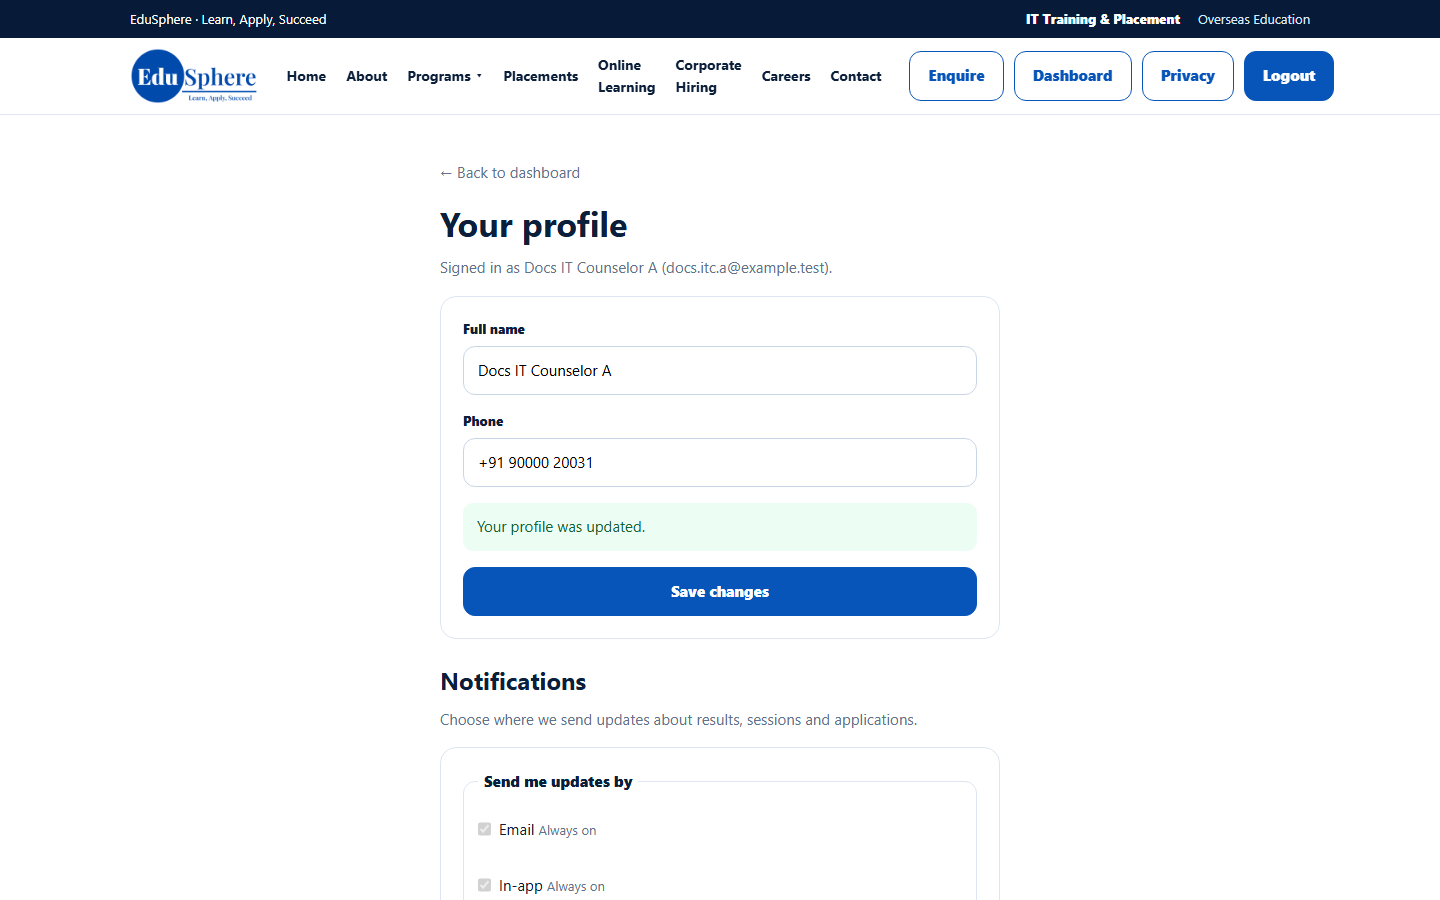 EduSphere · Learn, Apply, Succeed
IT Training & Placement
Overseas Education
EduSphere
Learn, Apply, Succeed
Home
About
Programs
Placements
Online
Learning
Corporate
Hiring
Careers
Contact
Enquire
Dashboard
Privacy
Logout
← Back to dashboard
Your profile
Signed in as Docs IT Counselor A (docs.itc.a@example.test).
Full name
Docs IT Counselor A
Phone
+91 90000 20031
Your profile was updated.
Save changes
Notifications
Choose where we send updates about results, sessions and applications.
Send me updates by
Email Always on
In-app Always on